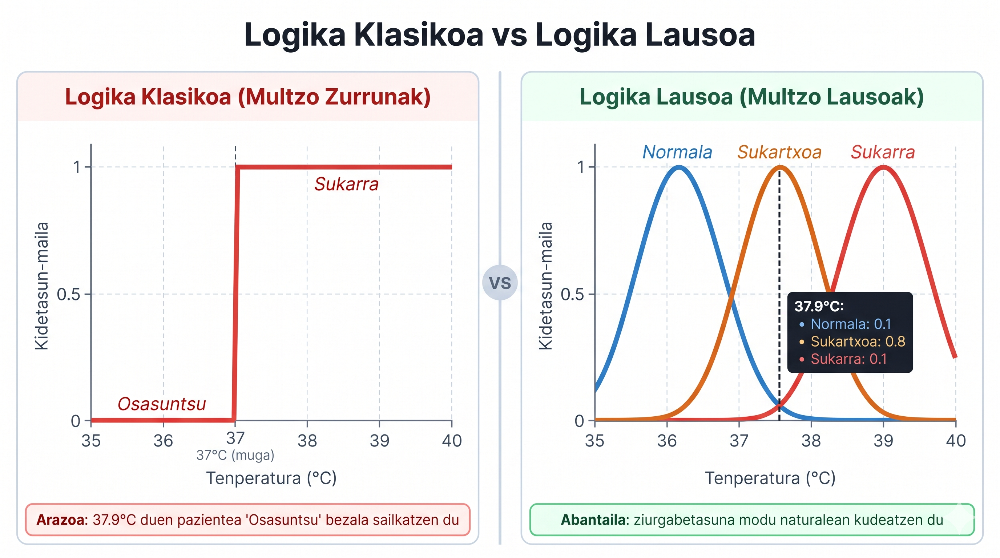 Logika Klasikoa vs Logika Lausoa
Logika Klasikoa (Multzo Zurrunak)
Kidetasun-maila
1
0.5
0
Sukarra
Osasuntsu
35 36 37 38 39 40
37°C (muga)
Tenperatura (°C)
Arazoa: 37.9°C duen pazientea 'Osasuntsu' bezala sailkatzen du
VS
Logika Lausoa (Multzo Lausoak)
Kidetasun-maila
Normala Sukartxoa Sukarra
1
0.5
0
37.9°C:
• Normala: 0.1
• Sukartxoa: 0.8
• Sukarra: 0.1
35 36 37 38 39 40
Tenperatura (°C)
Abantaila: ziurgabetasuna modu naturalean kudeatzen du